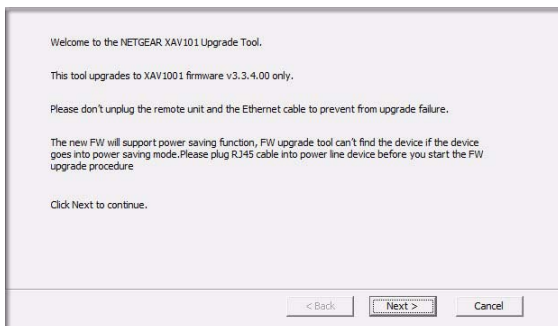 Welcome to the NETGEAR XAV101 Upgrade Tool.
This tool upgrades to XAV1001 firmware v3.3.4.00 only.
Please don't unplug the remote unit and the Ethernet cable to prevent from upgrade failure.
The new FW will support power saving function, FW upgrade tool can't find the device if the device
goes into power saving mode.Please plug RJ45 cable into power line device before you start the FW
upgrade procedure
Click Next to continue.
< Back Next > Cancel